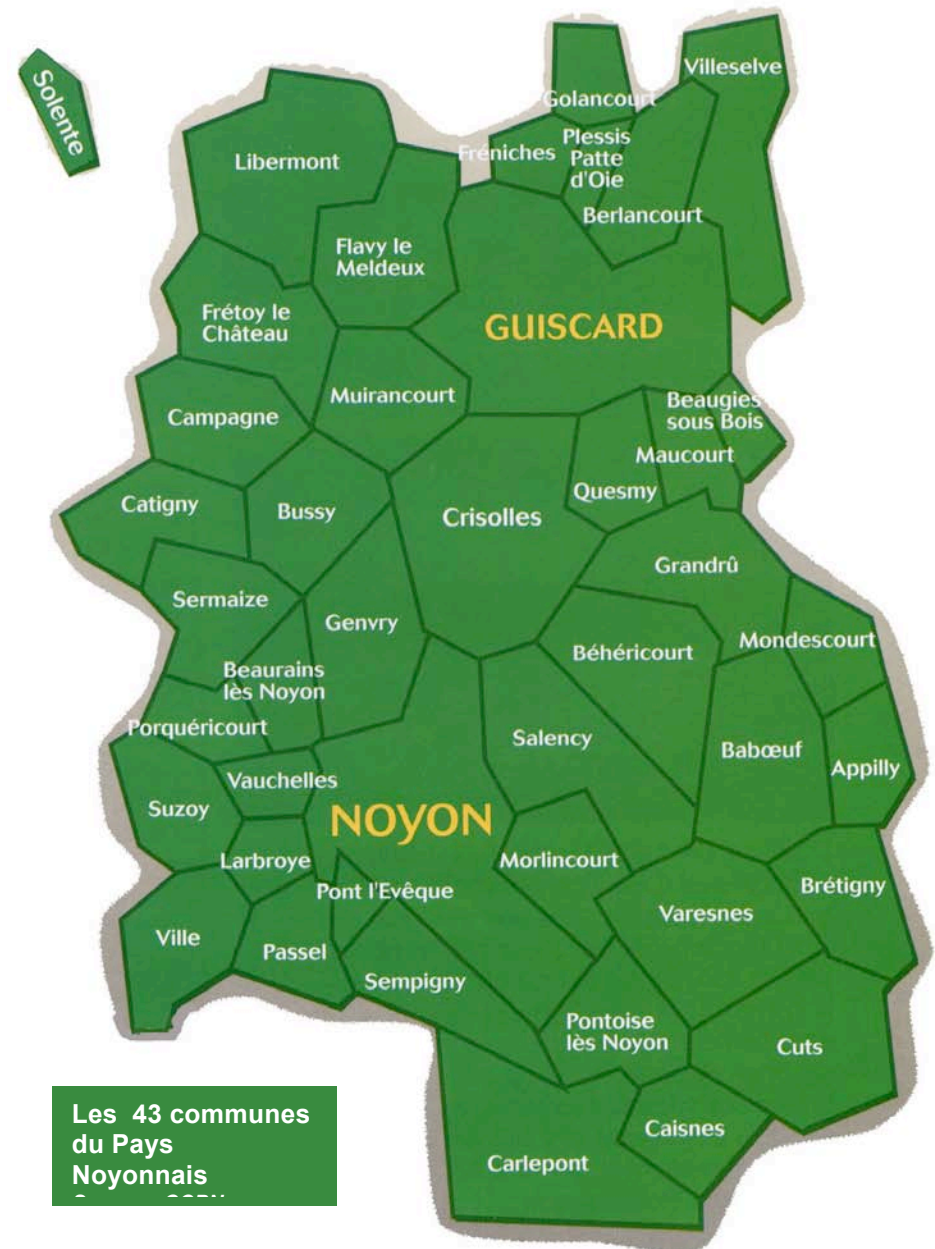 Solente
Villeselve
Golancourt
Libermont
Fréniches
Plessis
Patte
d'Oie
Berlancourt
Flavy le
Meldeux
Frétoy le
Château
GUISCARD
Muirancourt
Campagne
Beaugies
sous Bois
Maucourt
Quesmy
Catigny
Bussy
Crisolles
Grandrû
Sermaize
Genvry
Béhéricourt
Mondescourt
Beaurains
lès Noyon
Porquéricourt
Salency
Babœuf
Appilly
Vauchelles
Suzoy
NOYON
Larbroye
Morlincourt
Pont l'Evêque
Brétigny
Varesnes
Ville
Passel
Sempigny
Pontoise
lès Noyon
Cuts
Caisnes
Carlepont
Les 43 communes
du Pays
Noyonnais